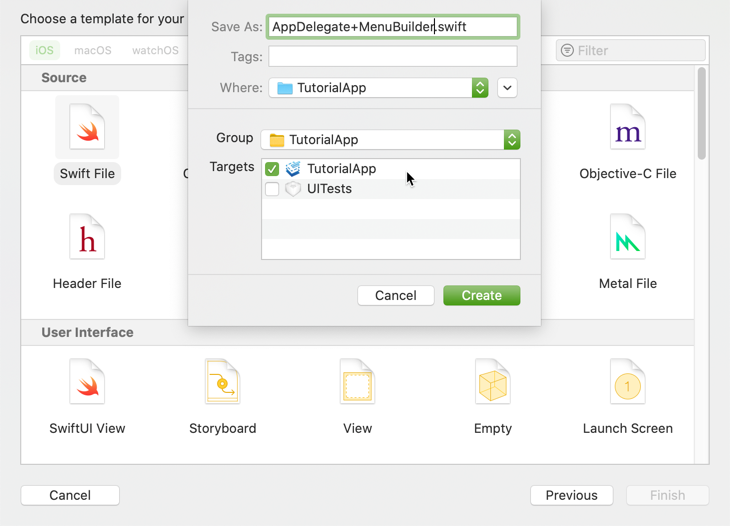 Choose a template for your
Save As: AppDelegate+MenuBuilder.swift
iOS macOS watchOS
Filter
Tags:
Where: TutorialApp
Source
Group TutorialApp
Targets TutorialApp
UITests
Swift File
Objective-C File
m
h
Header File
Metal File
Cancel Create
User Interface
1
SwiftUI View Storyboard View Empty Launch Screen
Cancel Previous Finish